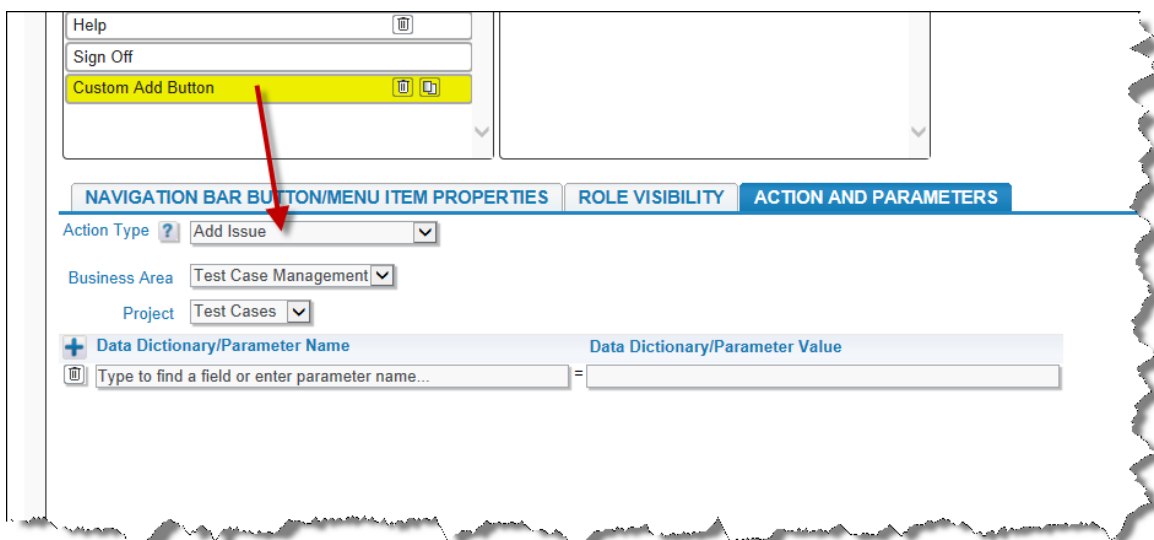 Help
Sign Off
Custom Add Button
NAVIGATION BAR BUTTON/MENU ITEM PROPERTIES ROLE VISIBILITY ACTION AND PARAMETERS
Action Type ? Add Issue
Business Area Test Case Management
Project Test Cases
+ Data Dictionary/Parameter Name Data Dictionary/Parameter Value
Type to find a field or enter parameter name... =